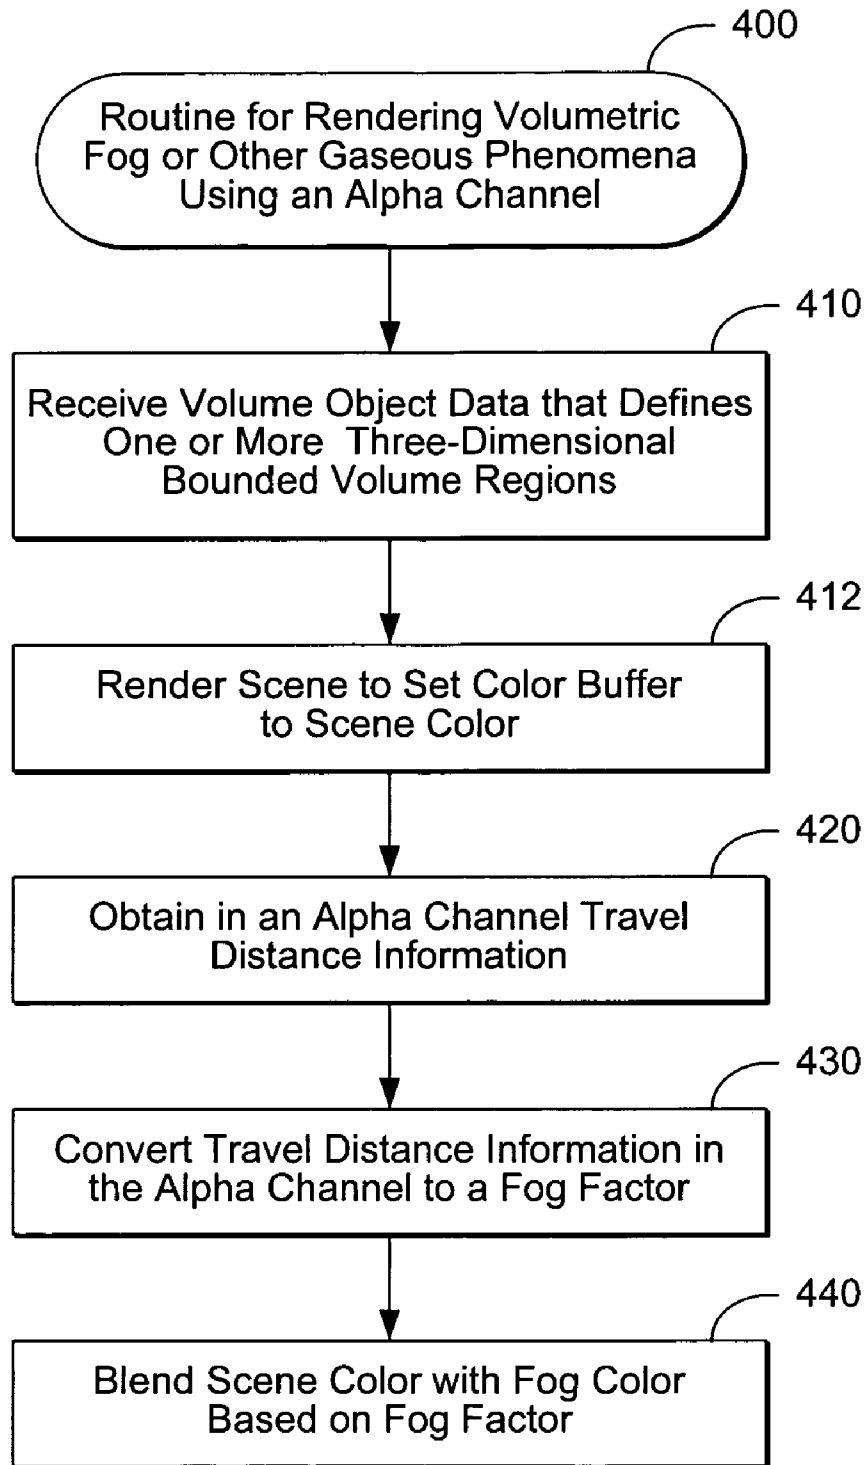 400
Routine for Rendering Volumetric
Fog or Other Gaseous Phenomena
Using an Alpha Channel
410
Receive Volume Object Data that Defines
One or More Three-Dimensional
Bounded Volume Regions
412
Render Scene to Set Color Buffer
to Scene Color
420
Obtain in an Alpha Channel Travel
Distance Information
430
Convert Travel Distance Information in
the Alpha Channel to a Fog Factor
440
Blend Scene Color with Fog Color
Based on Fog Factor